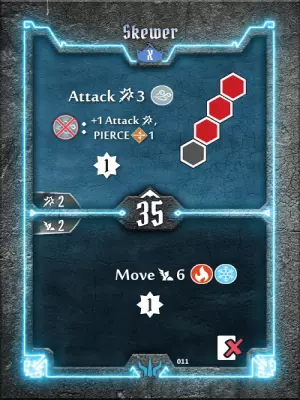 Skewer
X
Attack 3
+1 Attack ,
PIERCE 1
1
2
35
2
Move 6
1
011